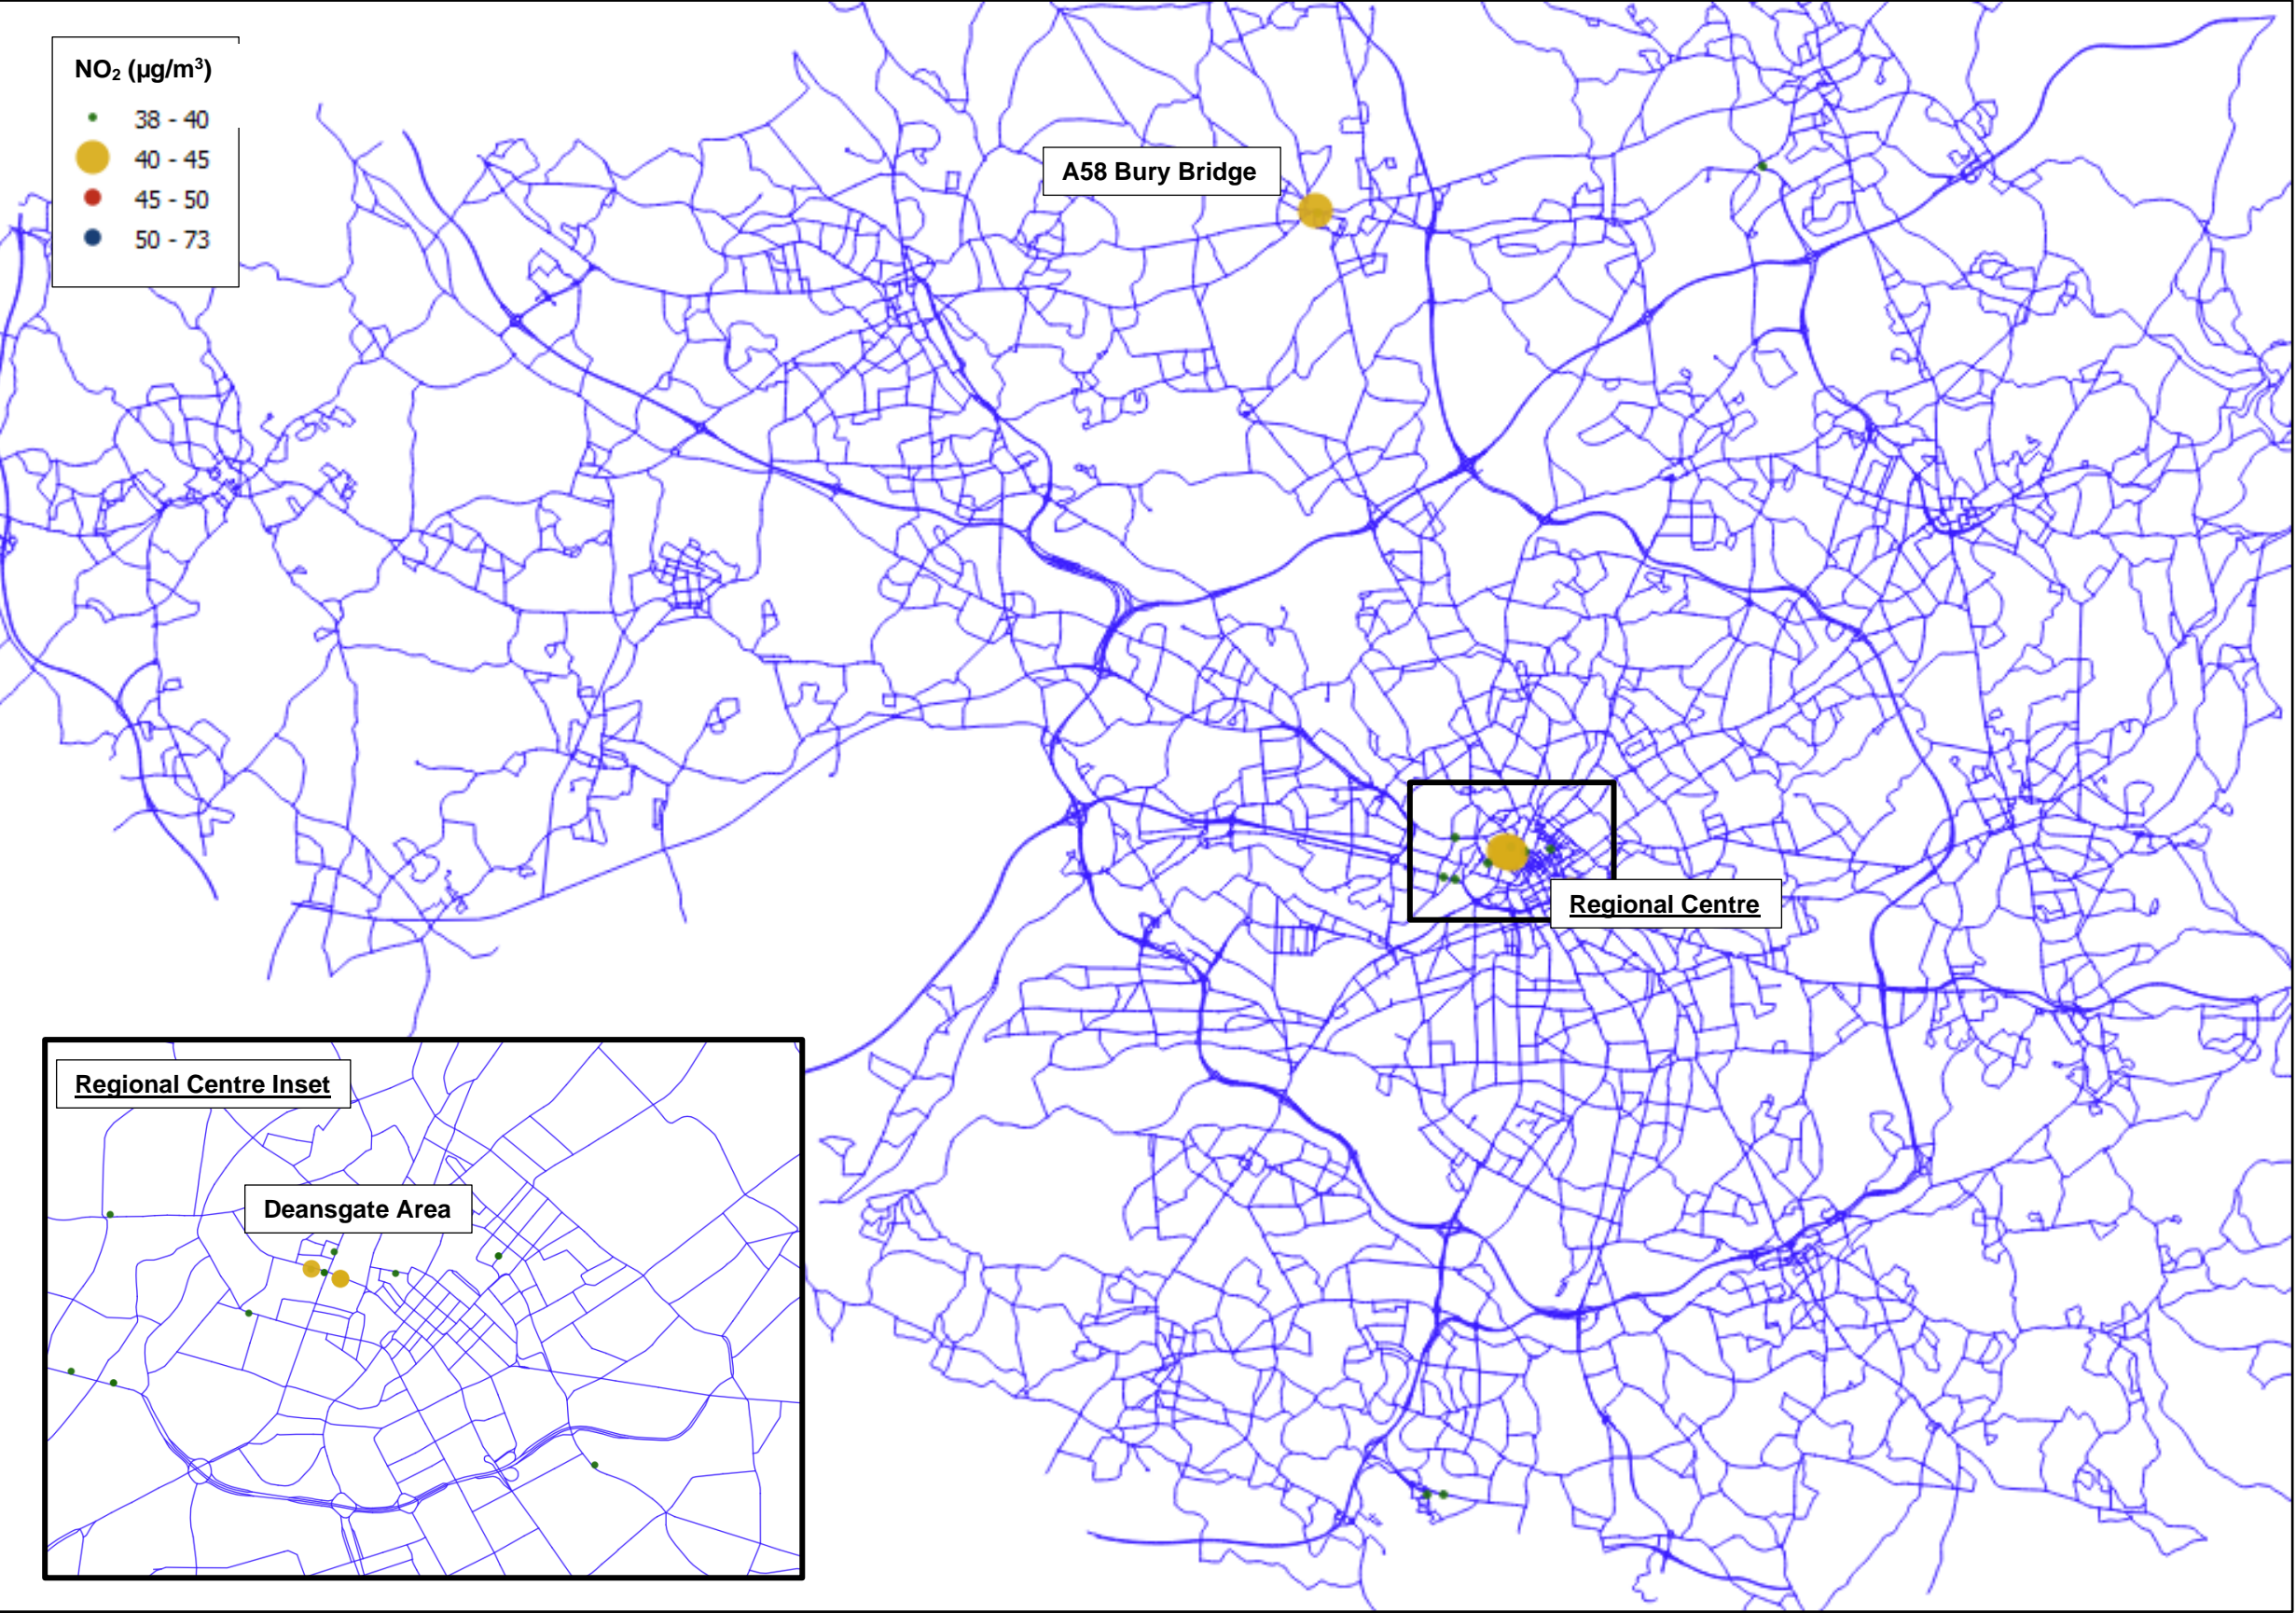 NO₂ (µg/m³)
38 - 40
40 - 45
45 - 50
50 - 73
A58 Bury Bridge
Regional Centre
Regional Centre Inset
Deansgate Area